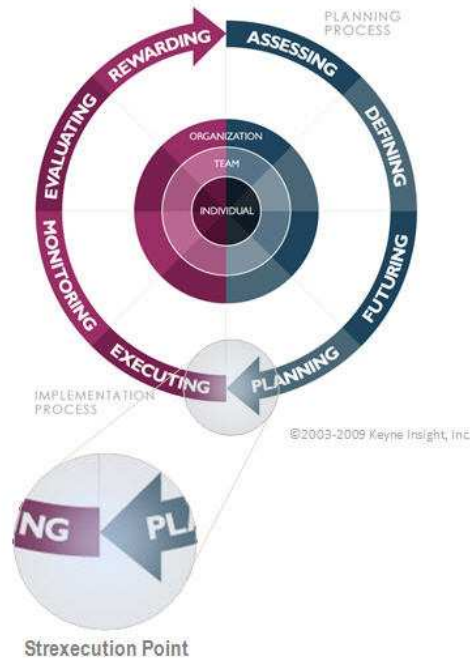 PLANNING
PROCESS
ASSESSING
DEFINING
FUTURING
PLANNING
EXECUTING
MONITORING
EVALUATING
REWARDING
ORGANIZATION
TEAM
INDIVIDUAL
IMPLEMENTATION
PROCESS
©2003-2009 Keyne Insight, Inc
NG
PLA
Strexecution Point